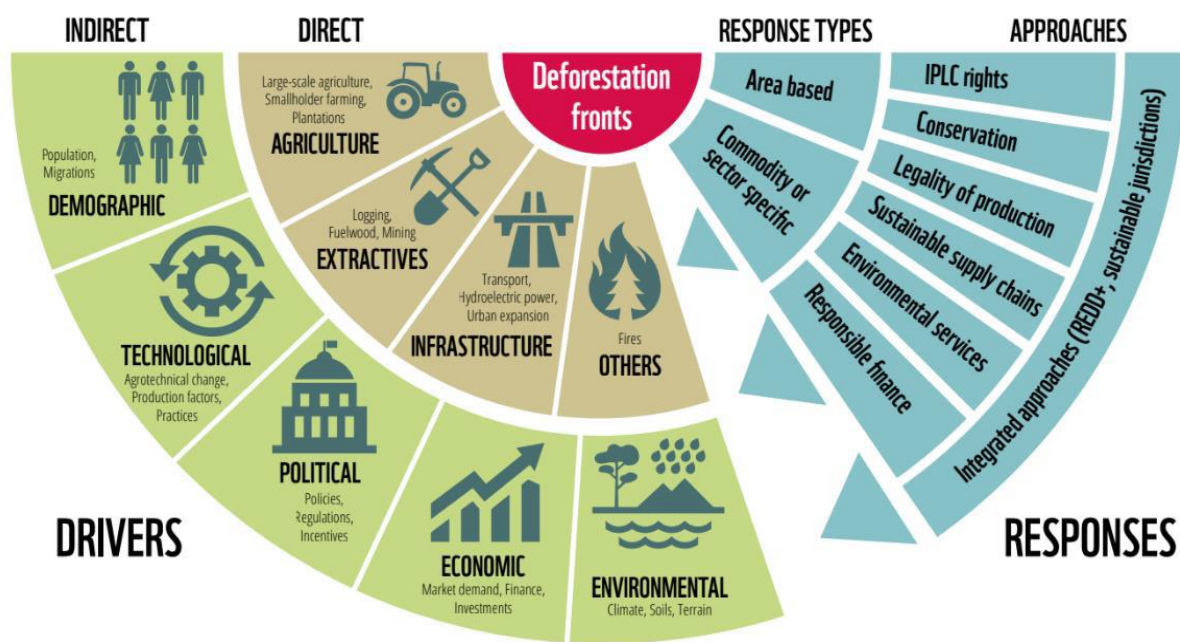 INDIRECT
DIRECT
RESPONSE TYPES
APPROACHES
Population,
Migrations
DEMOGRAPHIC
TECHNOLOGICAL
Agrotechnical change,
Production factors,
Practices
POLITICAL
Policies,
Regulations,
Incentives
ECONOMIC
Market demand, Finance,
Investments
ENVIRONMENTAL
Climate, Soils, Terrain
DRIVERS
Large-scale agriculture,
Smallholder farming,
Plantations
AGRICULTURE
Logging,
Fuelwood, Mining
EXTRACTIVES
Transport,
Hydroelectric power,
Urban expansion
INFRASTRUCTURE
Fires
OTHERS
Deforestation
fronts
Area based
Commodity or
sector specific
IPLC rights
Conservation
Legality of production
Sustainable supply chains
Environmental services
Responsible finance
Integrated approaches (REDD+, sustainable jurisdictions)
RESPONSES